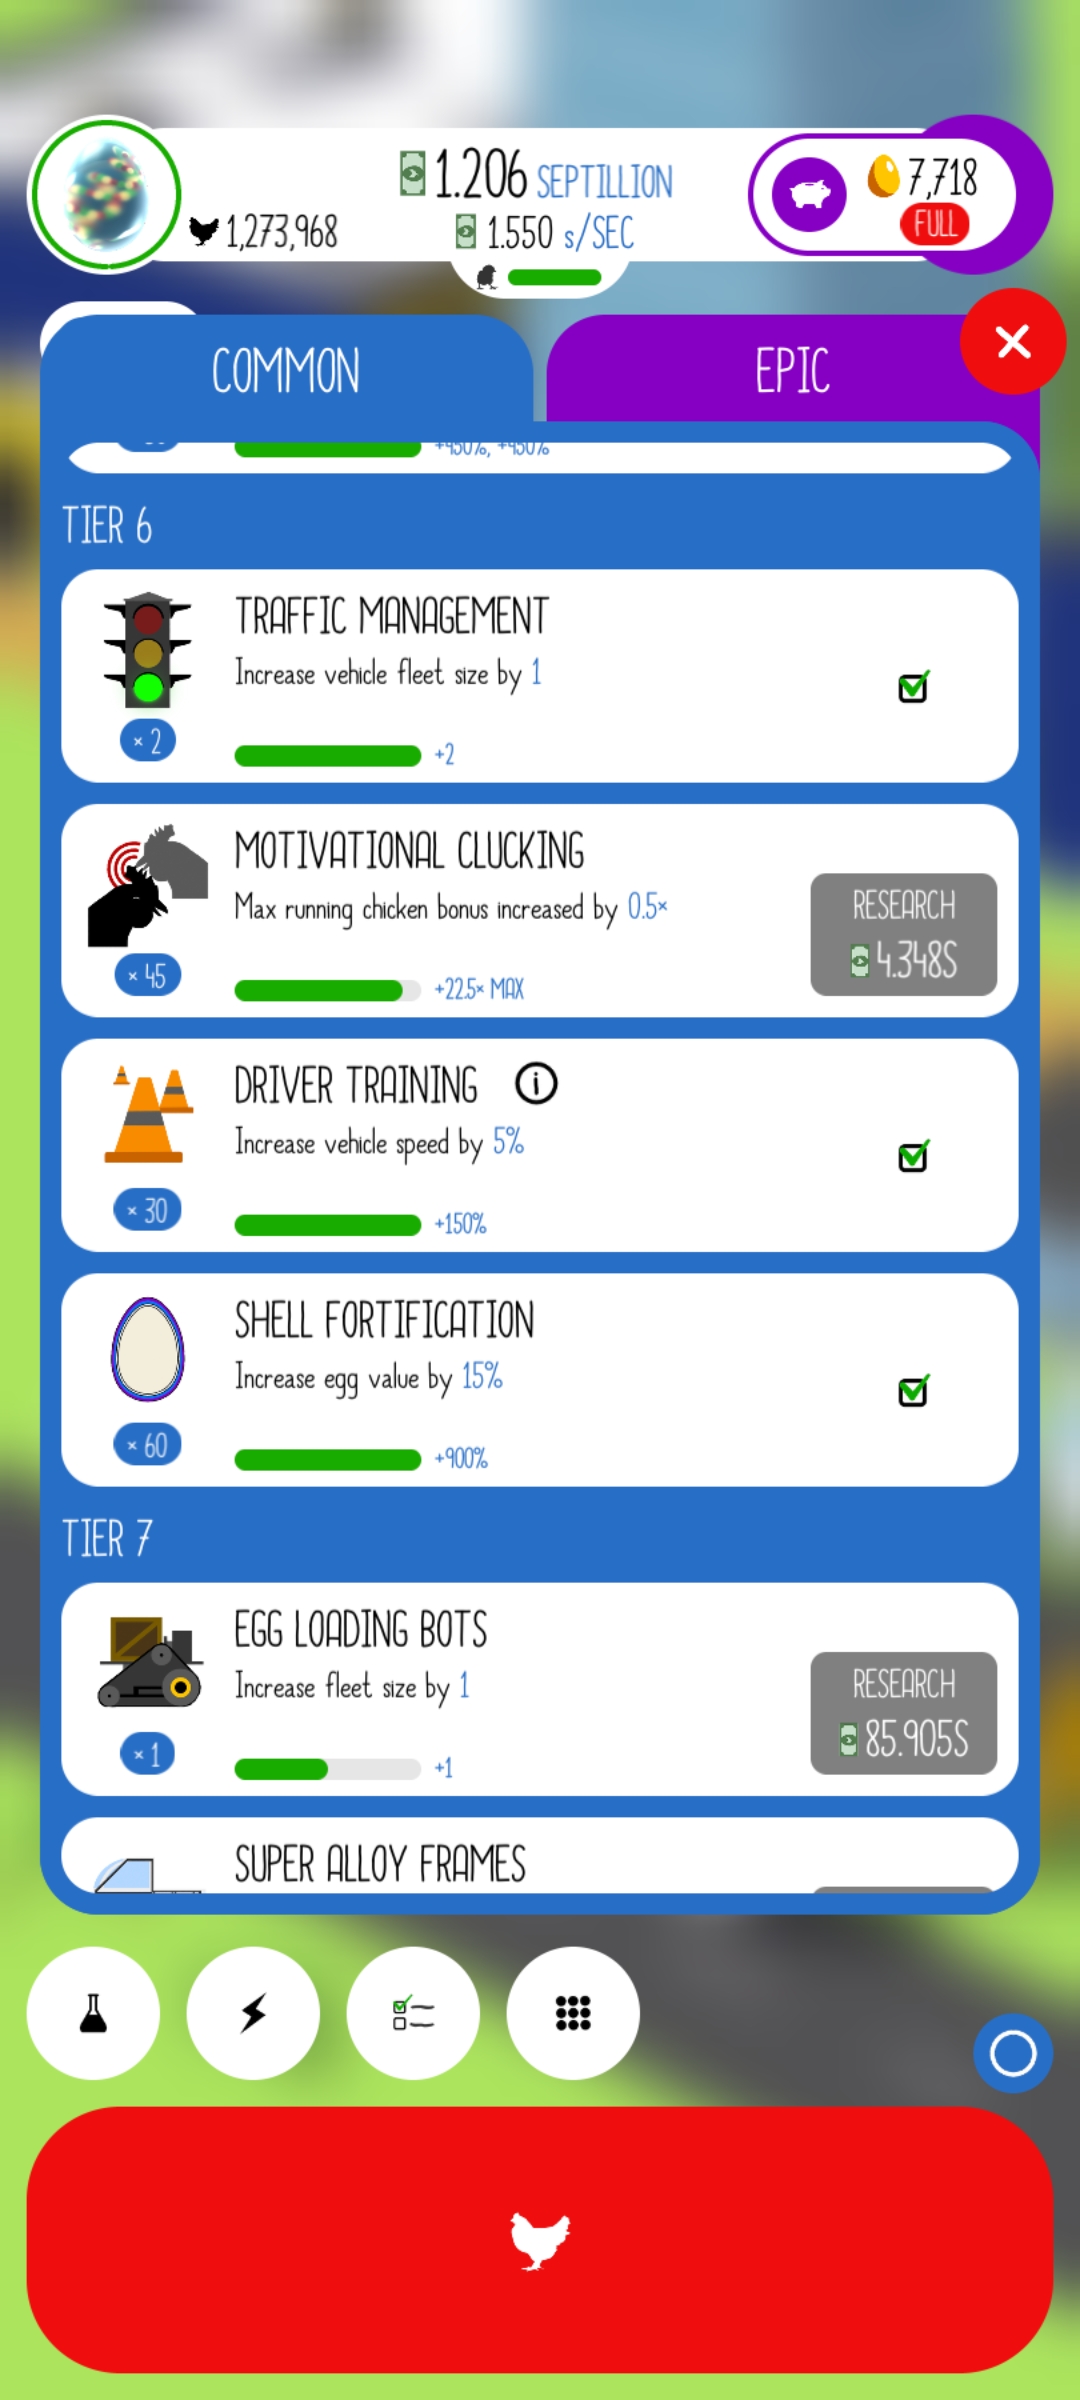 1.206 SEPTILLION
7,718
1,273,968
1.550 s/SEC
FULL
COMMON
EPIC
+450%, +450%
TIER 6
TRAFFIC MANAGEMENT
Increase vehicle fleet size by 1
× 2
+2
MOTIVATIONAL CLUCKING
Max running chicken bonus increased by 0.5×
RESEARCH
4.348S
× 45
+22.5× MAX
DRIVER TRAINING
Increase vehicle speed by 5%
× 30
+150%
SHELL FORTIFICATION
Increase egg value by 15%
× 60
+900%
TIER 7
EGG LOADING BOTS
Increase fleet size by 1
RESEARCH
85.905S
× 1
+1
SUPER ALLOY FRAMES